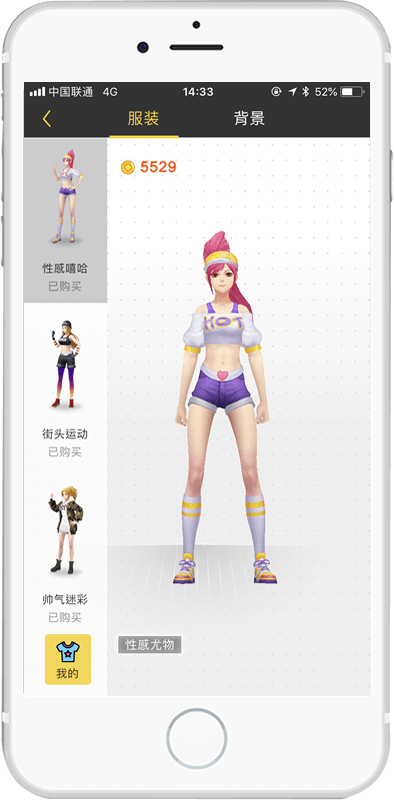 中国联通 4G 14:33 52%
服装 背景
5529
HOT
性感嘻哈
已购买
街头运动
已购买
帅气迷彩
已购买
我的
性感尤物